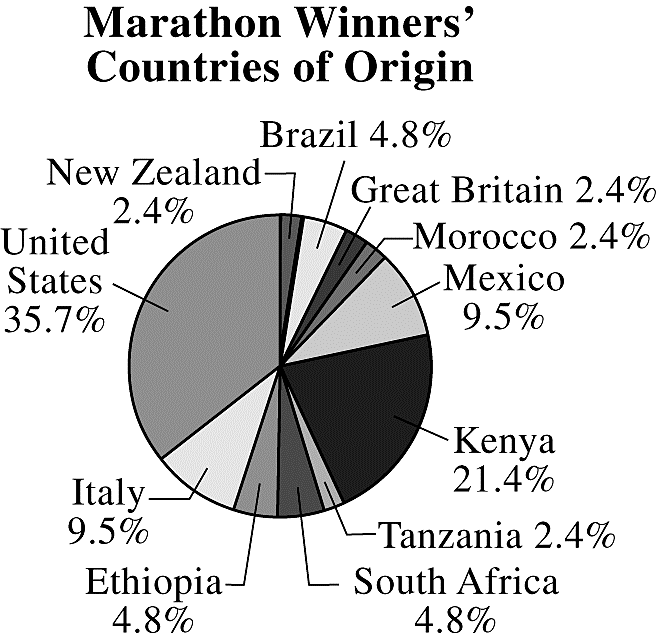 Marathon Winners’
Countries of Origin
Brazil 4.8%
New Zealand
2.4%
Great Britain 2.4%
Morocco 2.4%
United
States
35.7%
Mexico
9.5%
Kenya
21.4%
Italy
9.5%
Tanzania 2.4%
Ethiopia
4.8%
South Africa
4.8%